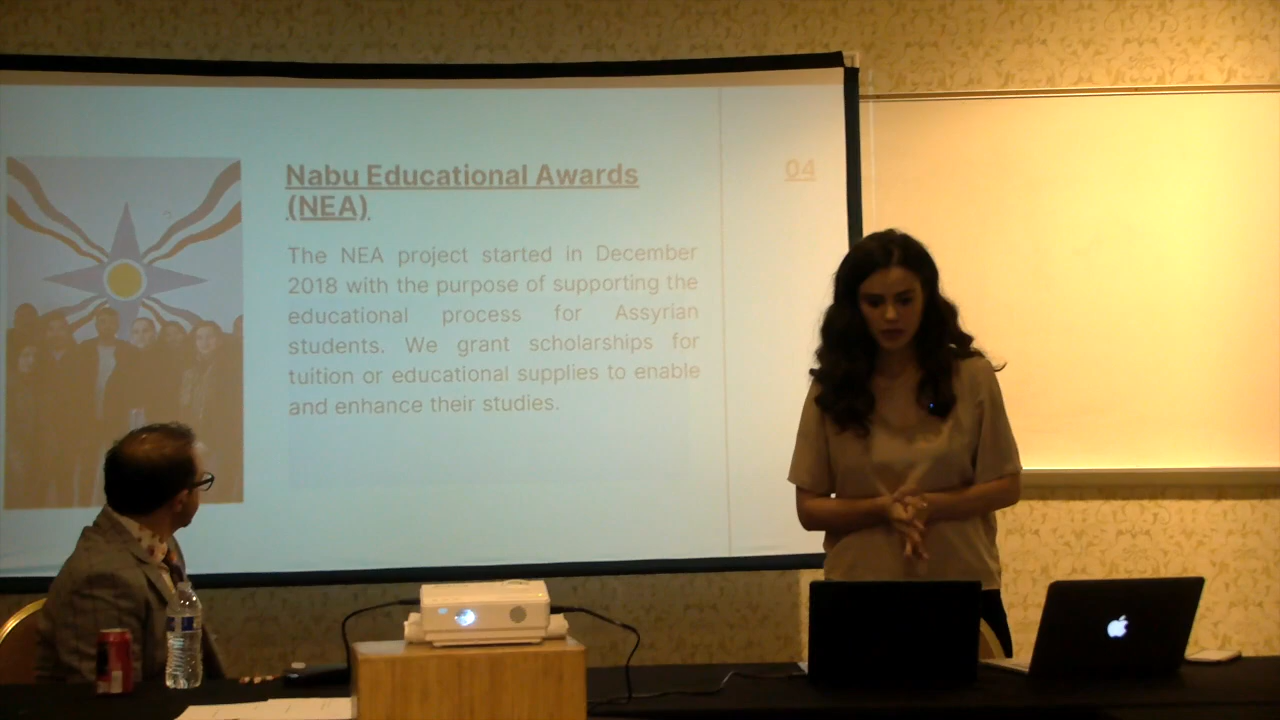 Nabu Educational Awards
(NEA)
04
The NEA project started in December
2018 with the purpose of supporting the
educational process for Assyrian
students. We grant scholarships for
tuition or educational supplies to enable
and enhance their studies.